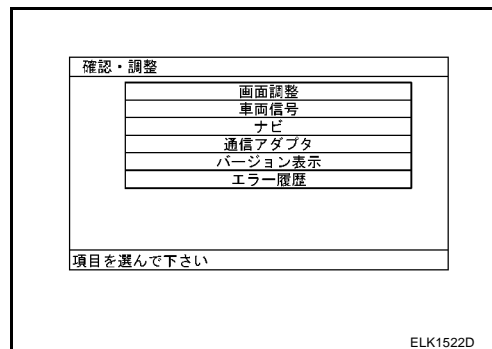 確認・調整
画面調整
車両信号
ナビ
通信アダプタ
バージョン表示
エラー履歴
項目を選んで下さい
ELK1522D